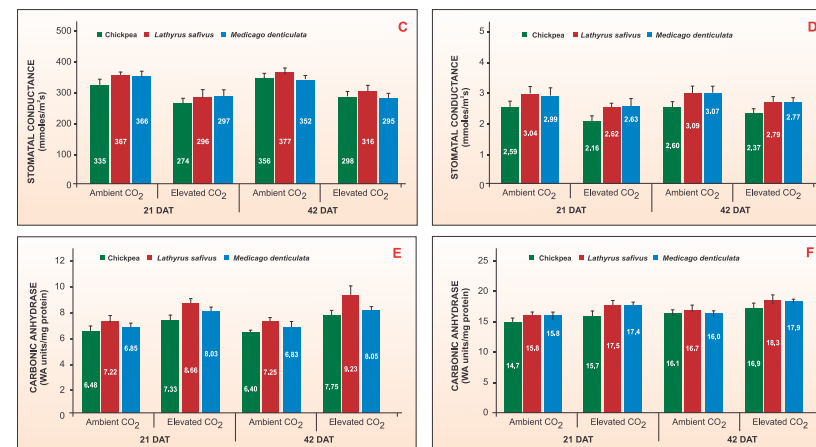 C
500
400
300
200
100
0
STOMATAL CONDUCTANCE
(mmoles/m²s)
Chickpea Lathyrus safivus Medicago denticulata
335 367 366 274 296 297 356 377 352 298 316 295
Ambient CO2 Elevated CO2 Ambient CO2 Elevated CO2
21 DAT 42 DAT
D
5
4
3
2
1
0
STOMATAL CONDUCTANCE
(mmoles/m²s)
Chickpea Lathyrus safivus Medicago denticulata
2,59 3.04 2.99 2.16 2,62 2.63 2,60 3,09 3.07 2.37 2,79 2.77
Ambient CO2 Elevated CO2 Ambient CO2 Elevated CO2
21 DAT 42 DAT
E
12
10
8
6
4
2
0
CARBONIC ANHYDRASE
(WA units/mg protein)
Chickpea Lathyrus safivus Medicago denticulata
6,48 7.22 6.85 7.33 8.66 8,03 6,40 7.25 6,83 7,75 9,23 8.05
Ambient CO2 Elevated CO2 Ambient CO2 Elevated CO2
21 DAT 42 DAT
F
25
20
15
10
5
0
CARBONIC ANHYDRASE
(WA units/mg protein)
Chickpea Lathyrus safivus Medicago denticulata
14,7 15.8 15,8 15,7 17,5 17,4 16.1 16.7 16,0 16,9 18,3 17,9
Ambient CO2 Elevated CO2 Ambient CO2 Elevated CO2
21 DAT 42 DAT